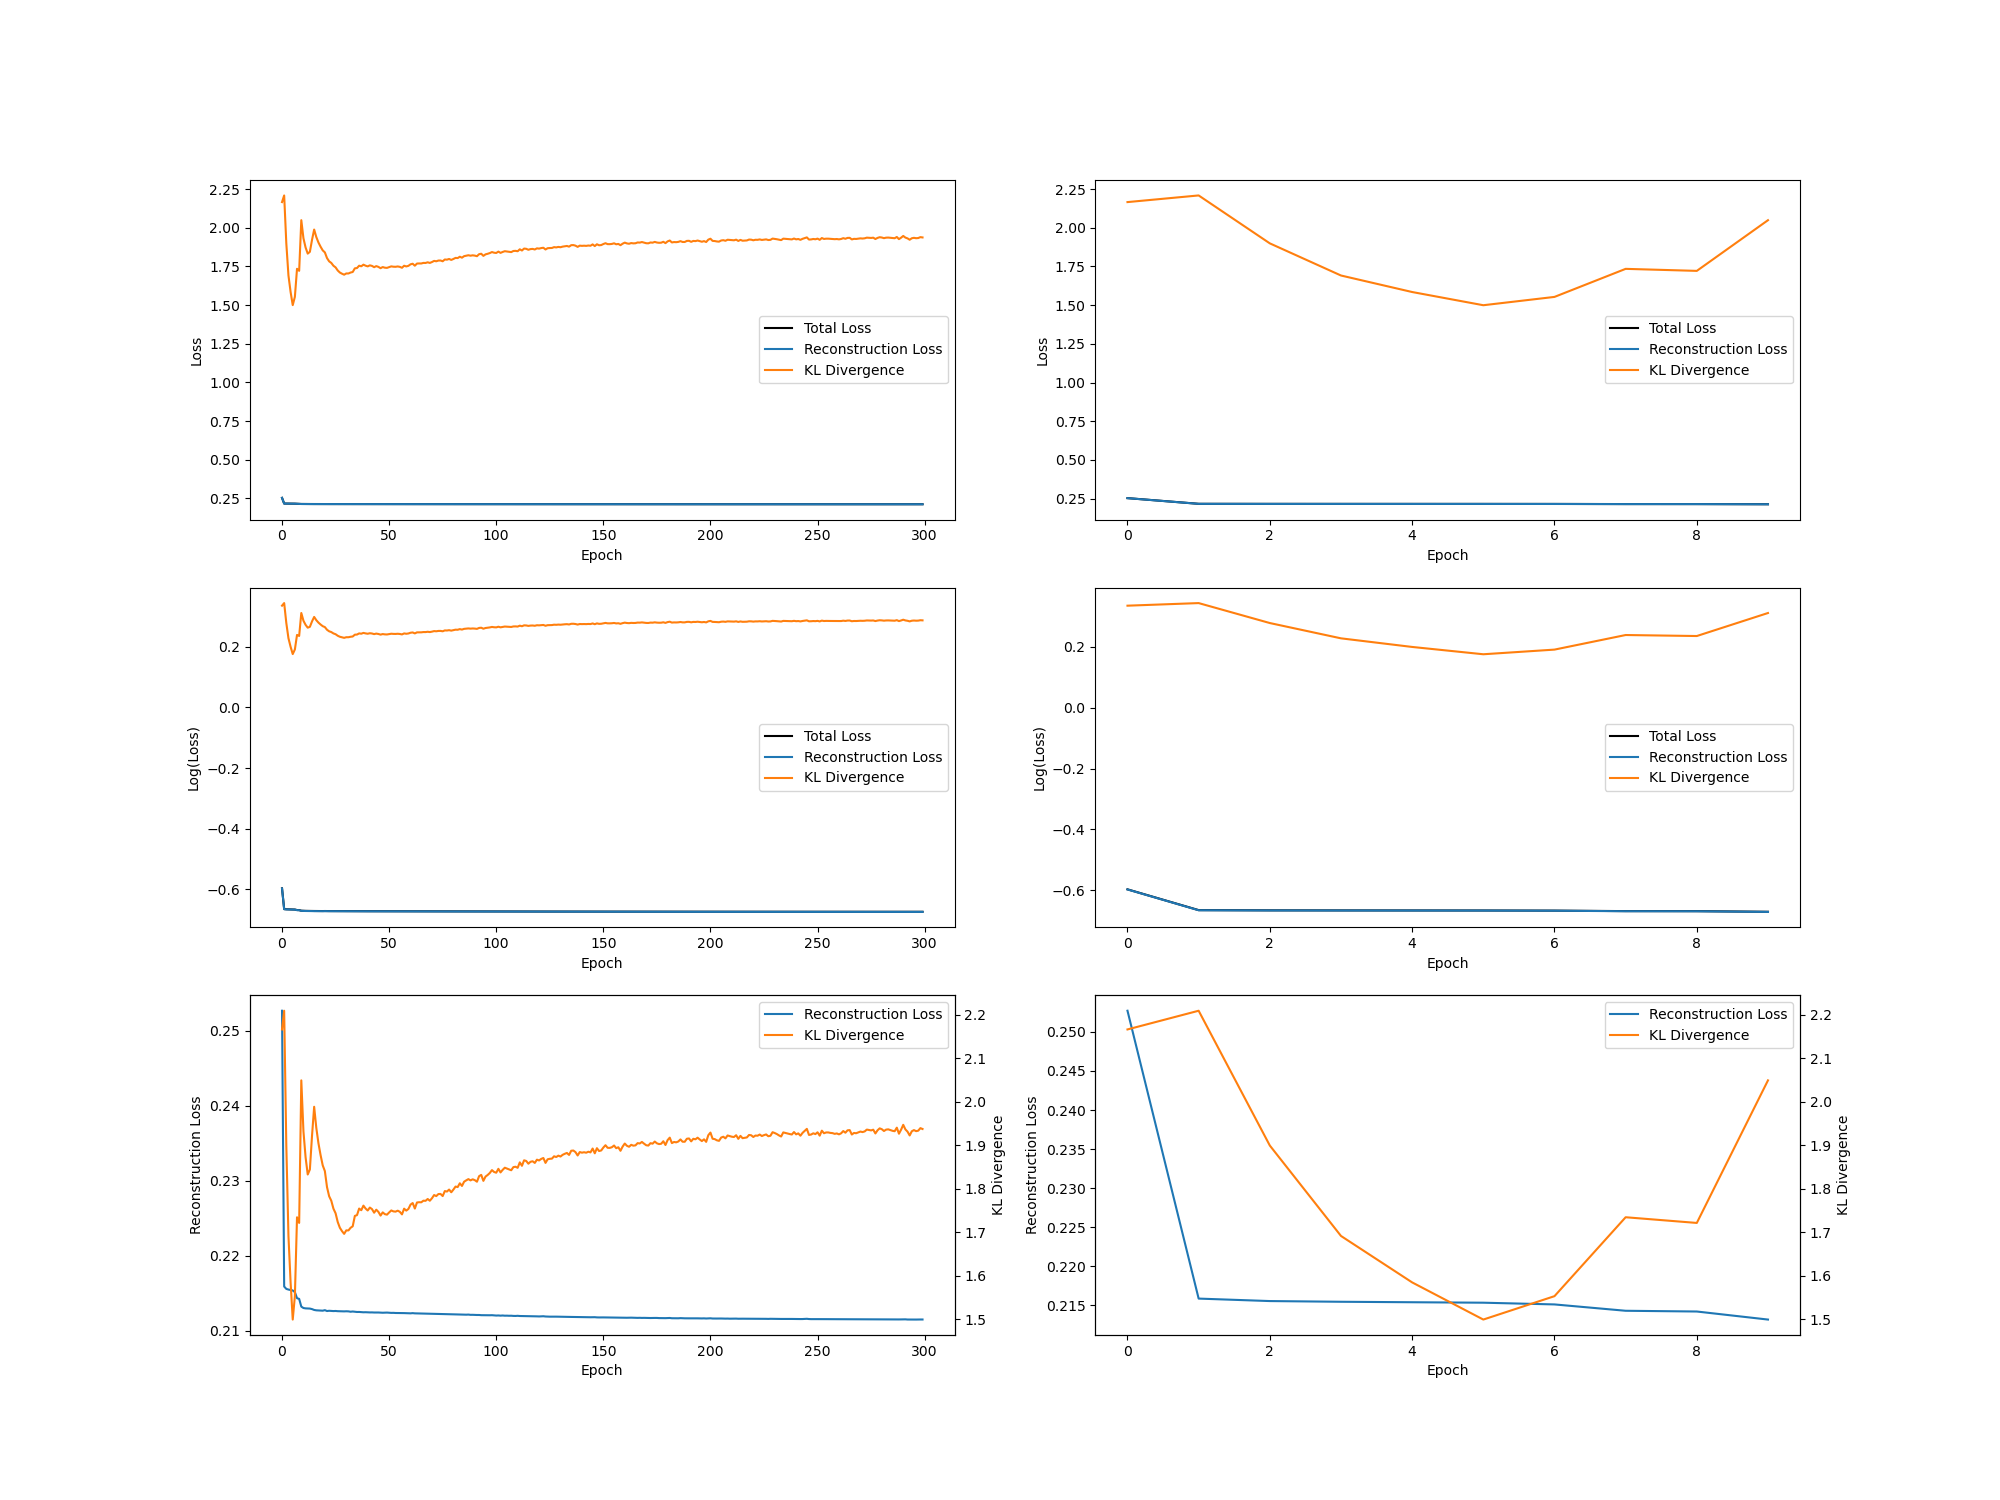 2.25
2.00
1.75
1.50
1.25
1.00
0.75
0.50
0.25
Loss
0 50 100 150 200 250 300
Epoch
Total Loss
Reconstruction Loss
KL Divergence
2.25
2.00
1.75
1.50
1.25
1.00
0.75
0.50
0.25
Loss
0 2 4 6 8
Epoch
Total Loss
Reconstruction Loss
KL Divergence
0.2
0.0
−0.2
−0.4
−0.6
Log(Loss)
0 50 100 150 200 250 300
Epoch
Total Loss
Reconstruction Loss
KL Divergence
0.2
0.0
−0.2
−0.4
−0.6
Log(Loss)
0 2 4 6 8
Epoch
Total Loss
Reconstruction Loss
KL Divergence
0.25
0.24
0.23
0.22
0.21
Reconstruction Loss
0 50 100 150 200 250 300
Epoch
Reconstruction Loss
KL Divergence
2.2
2.1
2.0
1.9
1.8
1.7
1.6
1.5
KL Divergence
0.250
0.245
0.240
0.235
0.230
0.225
0.220
0.215
Reconstruction Loss
0 2 4 6 8
Epoch
Reconstruction Loss
KL Divergence
2.2
2.1
2.0
1.9
1.8
1.7
1.6
1.5
KL Divergence